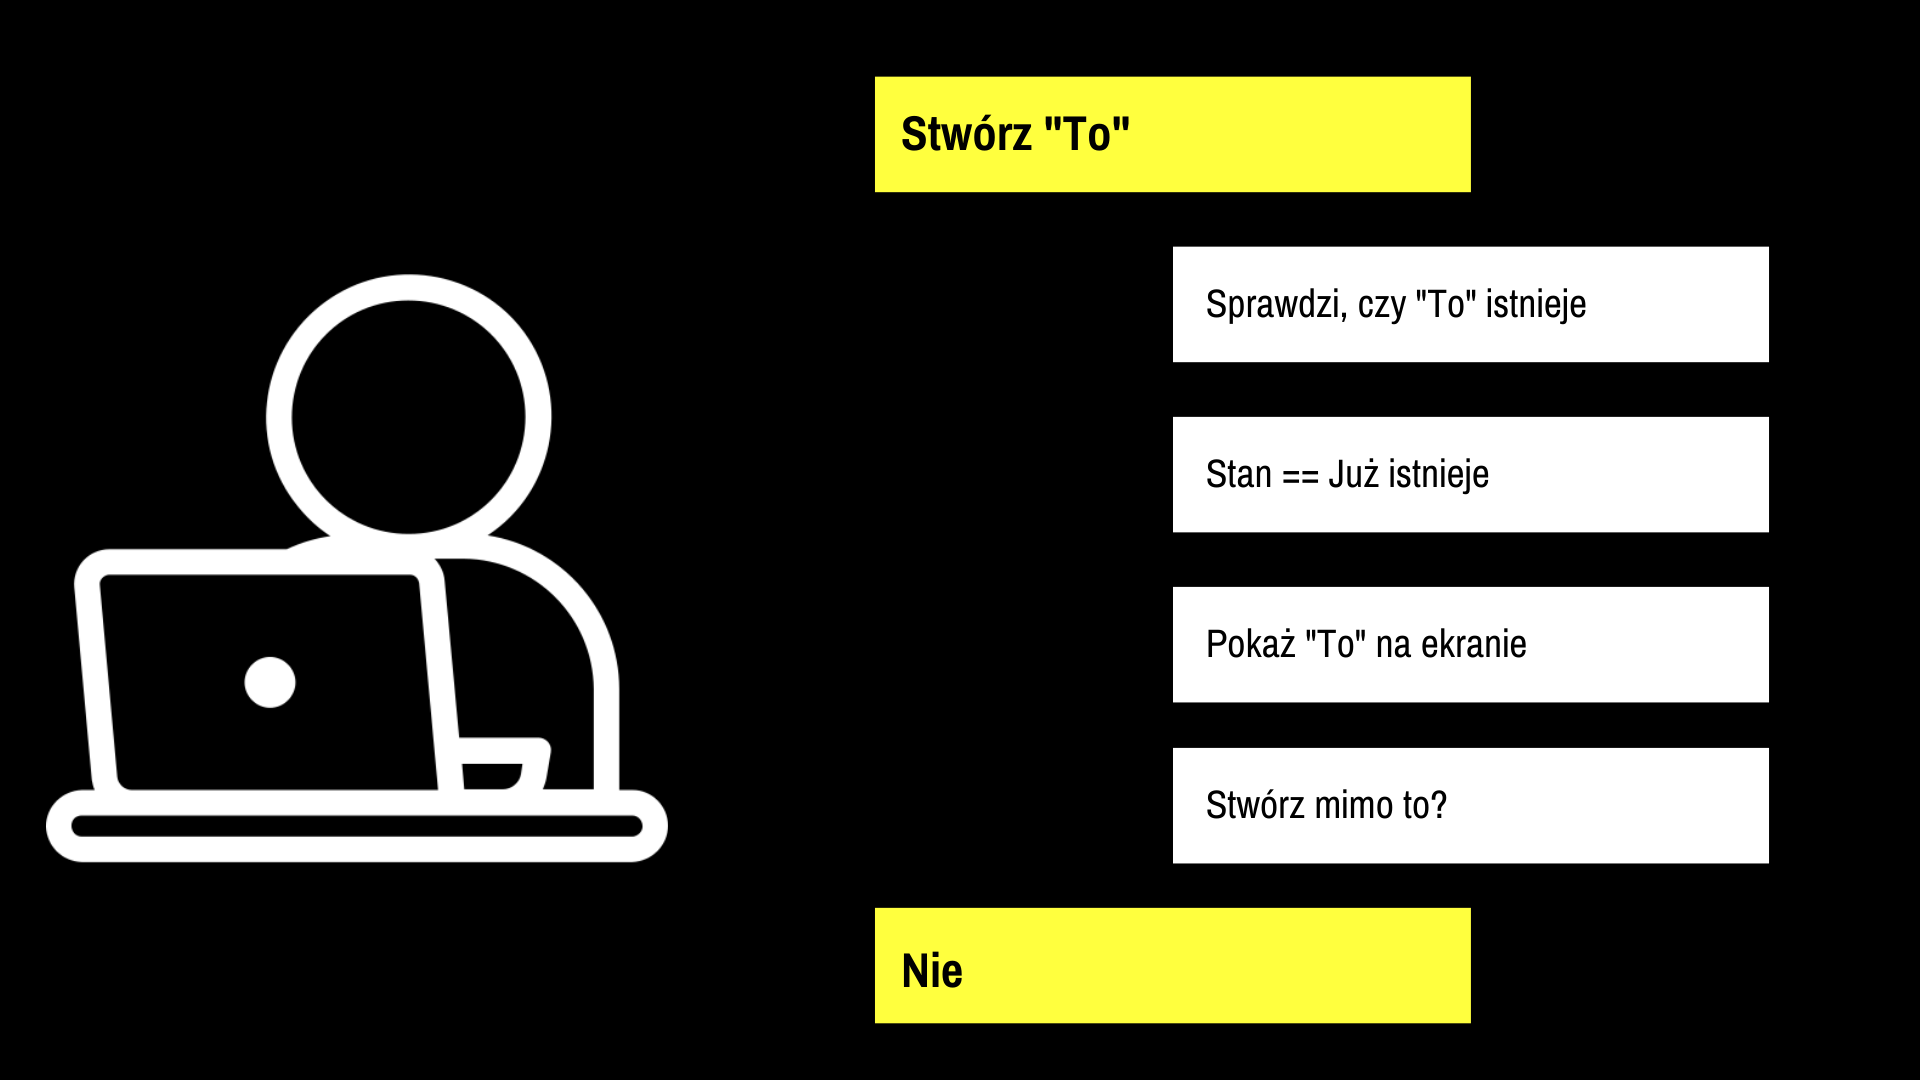 Stwórz "To"
Sprawdzi, czy "To" istnieje
Stan == Już istnieje
Pokaż "To" na ekranie
Stwórz mimo to?
Nie